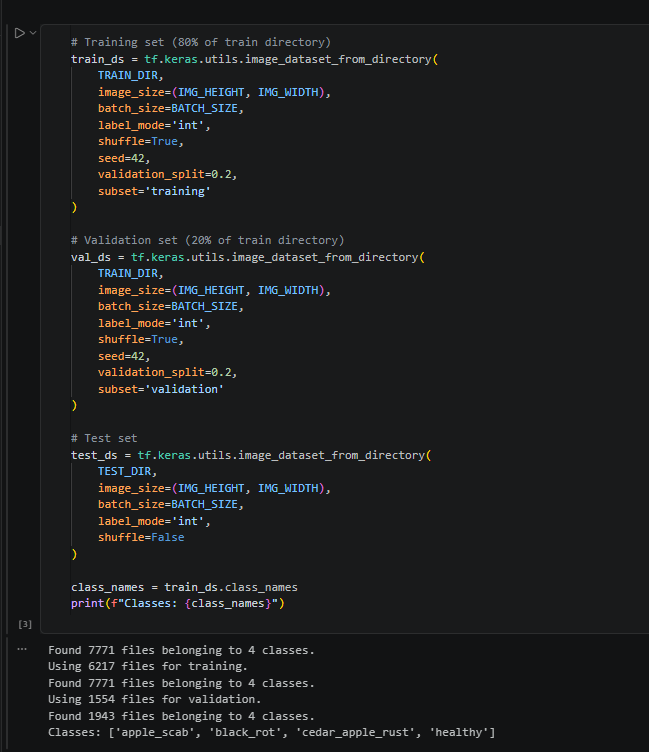 # Training set (80% of train directory)
train_ds = tf.keras.utils.image_dataset_from_directory(
    TRAIN_DIR,
    image_size=(IMG_HEIGHT, IMG_WIDTH),
    batch_size=BATCH_SIZE,
    label_mode='int',
    shuffle=True,
    seed=42,
    validation_split=0.2,
    subset='training'
)

# Validation set (20% of train directory)
val_ds = tf.keras.utils.image_dataset_from_directory(
    TRAIN_DIR,
    image_size=(IMG_HEIGHT, IMG_WIDTH),
    batch_size=BATCH_SIZE,
    label_mode='int',
    shuffle=True,
    seed=42,
    validation_split=0.2,
    subset='validation'
)

# Test set
test_ds = tf.keras.utils.image_dataset_from_directory(
    TEST_DIR,
    image_size=(IMG_HEIGHT, IMG_WIDTH),
    batch_size=BATCH_SIZE,
    label_mode='int',
    shuffle=False
)

class_names = train_ds.class_names
print(f"Classes: {class_names}")
[3]
... Found 7771 files belonging to 4 classes.
Using 6217 files for training.
Found 7771 files belonging to 4 classes.
Using 1554 files for validation.
Found 1943 files belonging to 4 classes.
Classes: ['apple_scab', 'black_rot', 'cedar_apple_rust', 'healthy']